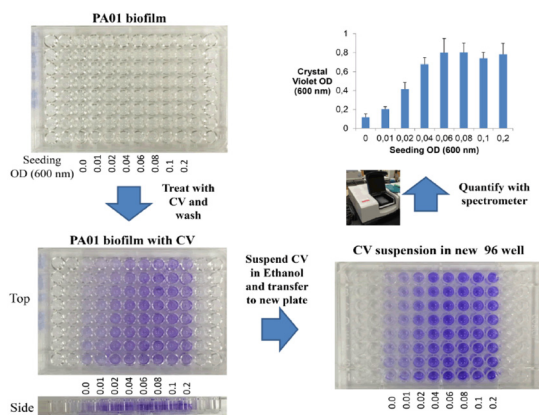 PA01 biofilm
Seeding
OD (600 nm)
0.0
0.01
0.02
0.04
0.06
0.08
0.1
0.2
Treat with
CV and
wash
PA01 biofilm with CV
Top
Side
0.0
0.01
0.02
0.04
0.06
0.08
0.1
0.2
Suspend CV
in Ethanol
and transfer
to new plate
Crystal
Violet OD
(600 nm)
1
0,8
0,6
0,4
0,2
0
0 0,01 0,02 0,04 0,06 0,08 0,1 0,2
Seeding OD (600 nm)
Quantify with
spectrometer
CV suspension in new 96 well
0.0
0.01
0.02
0.04
0.06
0.08
0.1
0.2